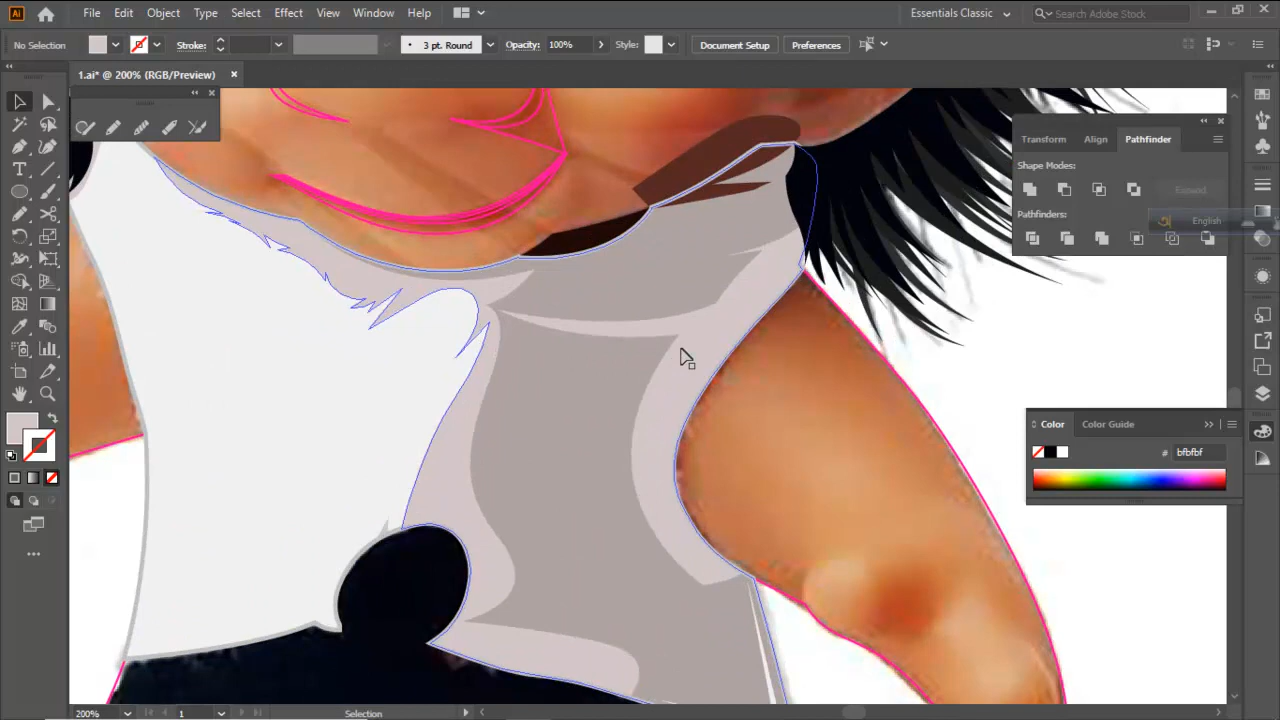 Ai File Edit Object Type Select Effect View Window Help Essentials Classic Search Adobe Stock
No Selection Stroke: 3 pt. Round Opacity: 100% Style: Document Setup Preferences
1.ai* @ 200% (RGB/Preview) ×
Transform Align Pathfinder
Shape Modes:
Expand
Pathfinders:
English
Color Color Guide
# bfbfbf
200% 1 Selection